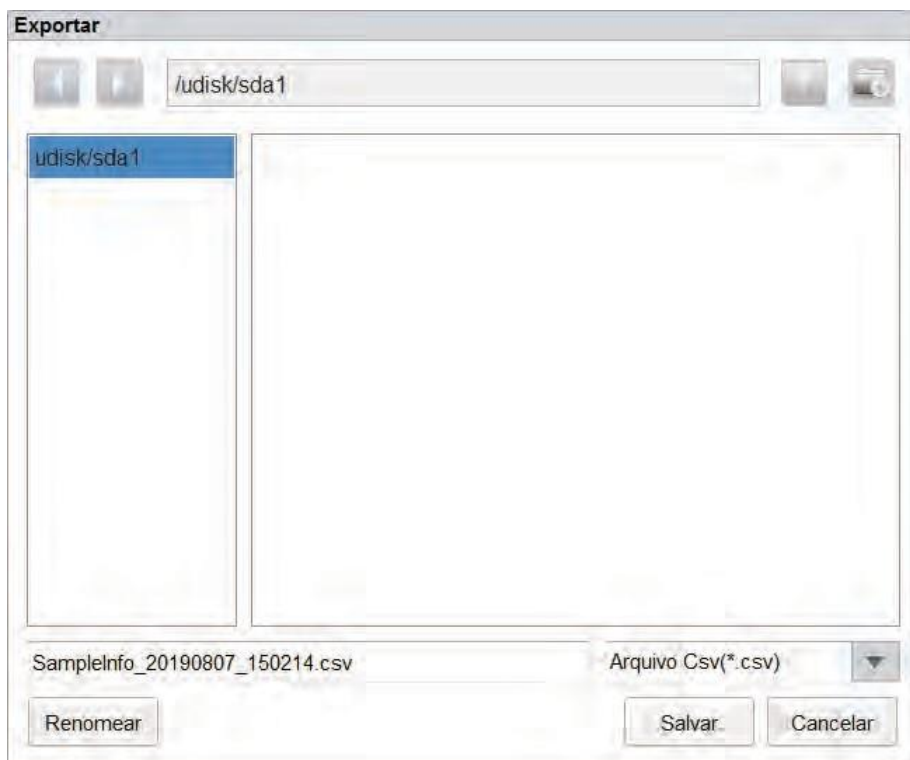 Exportar
/udisk/sda1
udisk/sda1
SampleInfo_20190807_150214.csv
Arquivo Csv(*.csv)
Renomear
Salvar
Cancelar